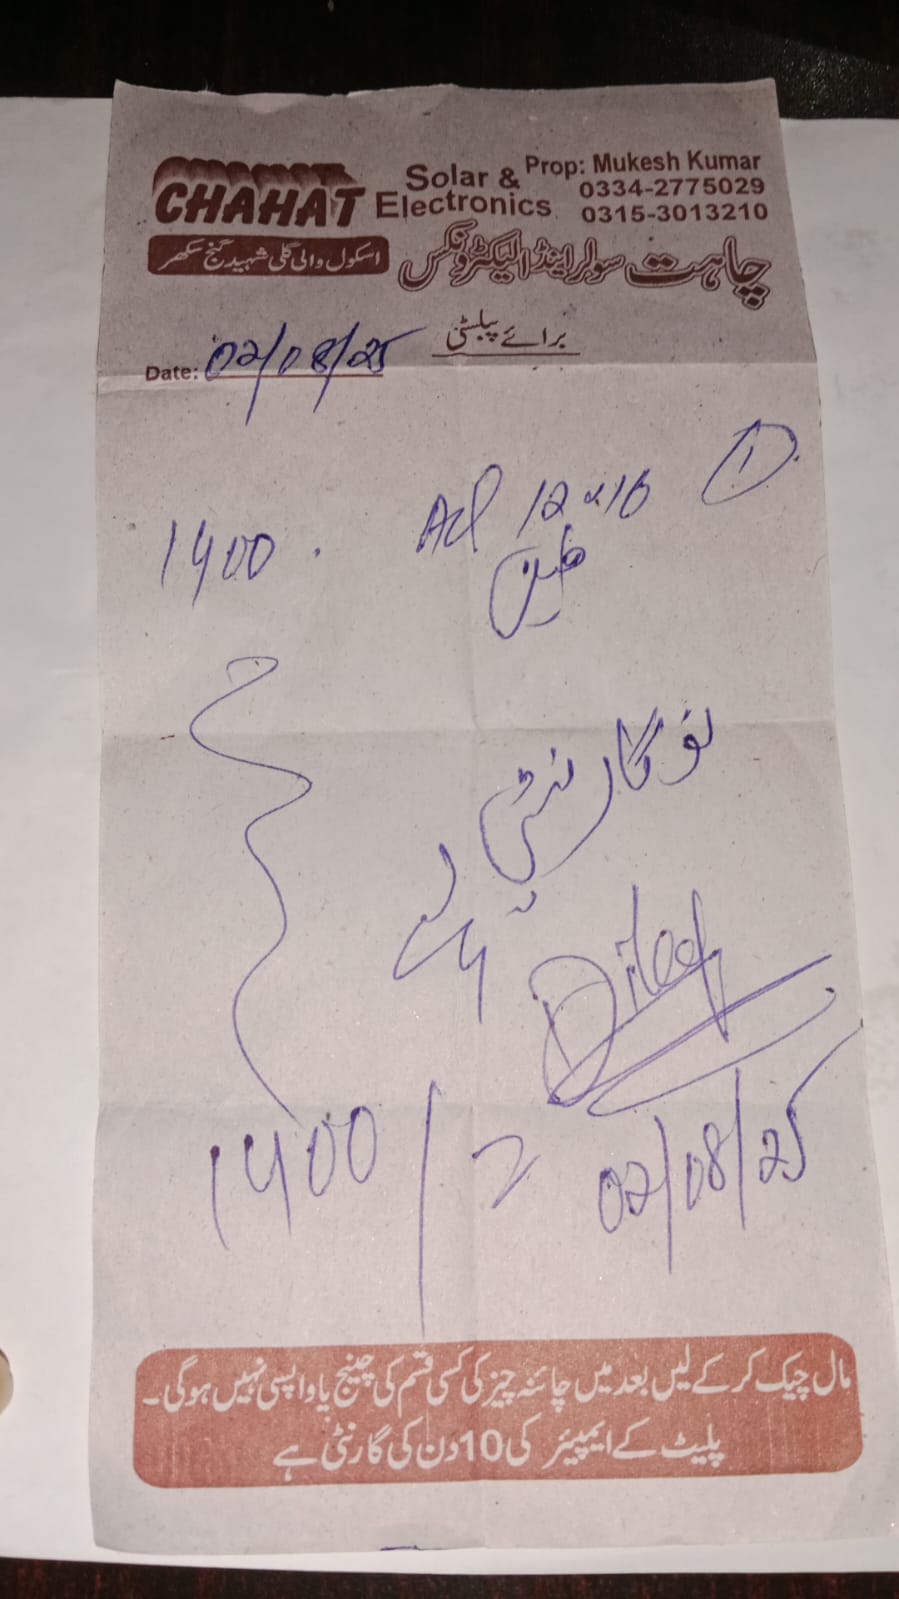 CHAHAT Solar & Electronics
Prop: Mukesh Kumar
0334-2775029
0315-3013210
چاہت سولر اینڈ الیکٹرونکس
اسکول والی گلی شہید گنج سکھر
برائے پبلسٹی
Date: 02/08/25
1
12x16
1400
نو گارنٹی
1400/
02/08/25
مال چیک کر کے لیں بعد میں چائنہ چیز کی کسی قسم کی چینج یا واپسی نہیں ہوگی۔
پلیٹ کے ایمپیئر کی 10 دن کی گارنٹی ہے